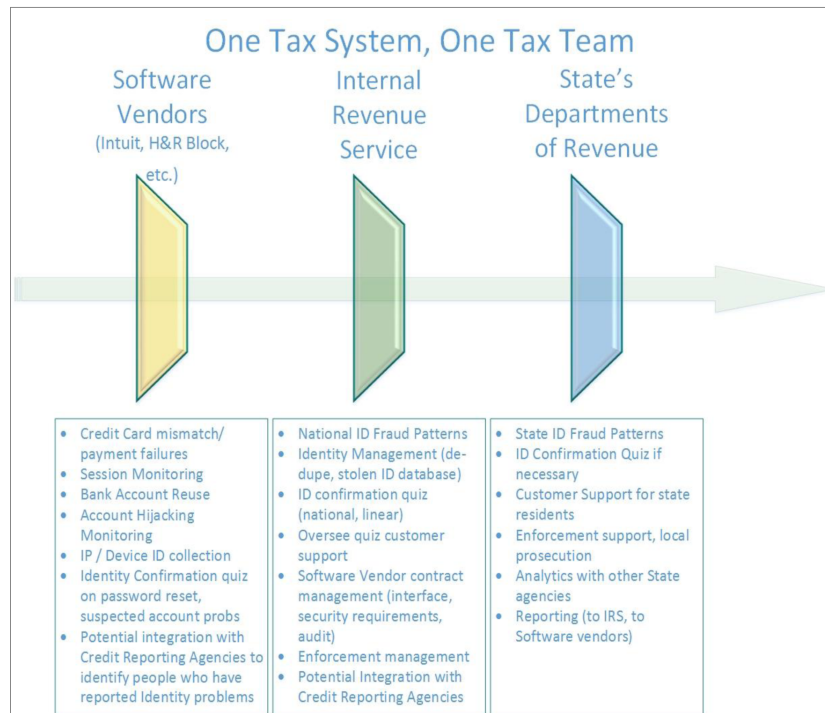 One Tax System, One Tax Team
Software
Vendors
(Intuit, H&R Block,
etc.)
Internal
Revenue
Service
State’s
Departments
of Revenue
• Credit Card mismatch/
payment failures
• Session Monitoring
• Bank Account Reuse
• Account Hijacking
Monitoring
• IP / Device ID collection
• Identity Confirmation quiz
on password reset,
suspected account probs
• Potential integration with
Credit Reporting Agencies to
identify people who have
reported Identity problems
• National ID Fraud Patterns
• Identity Management (de-
dupe, stolen ID database)
• ID confirmation quiz
(national, linear)
• Oversee quiz customer
support
• Software Vendor contract
management (interface,
security requirements,
audit)
• Enforcement management
• Potential Integration with
Credit Reporting Agencies
• State ID Fraud Patterns
• ID Confirmation Quiz if
necessary
• Customer Support for state
residents
• Enforcement support, local
prosecution
• Analytics with other State
agencies
• Reporting (to IRS, to
Software vendors)